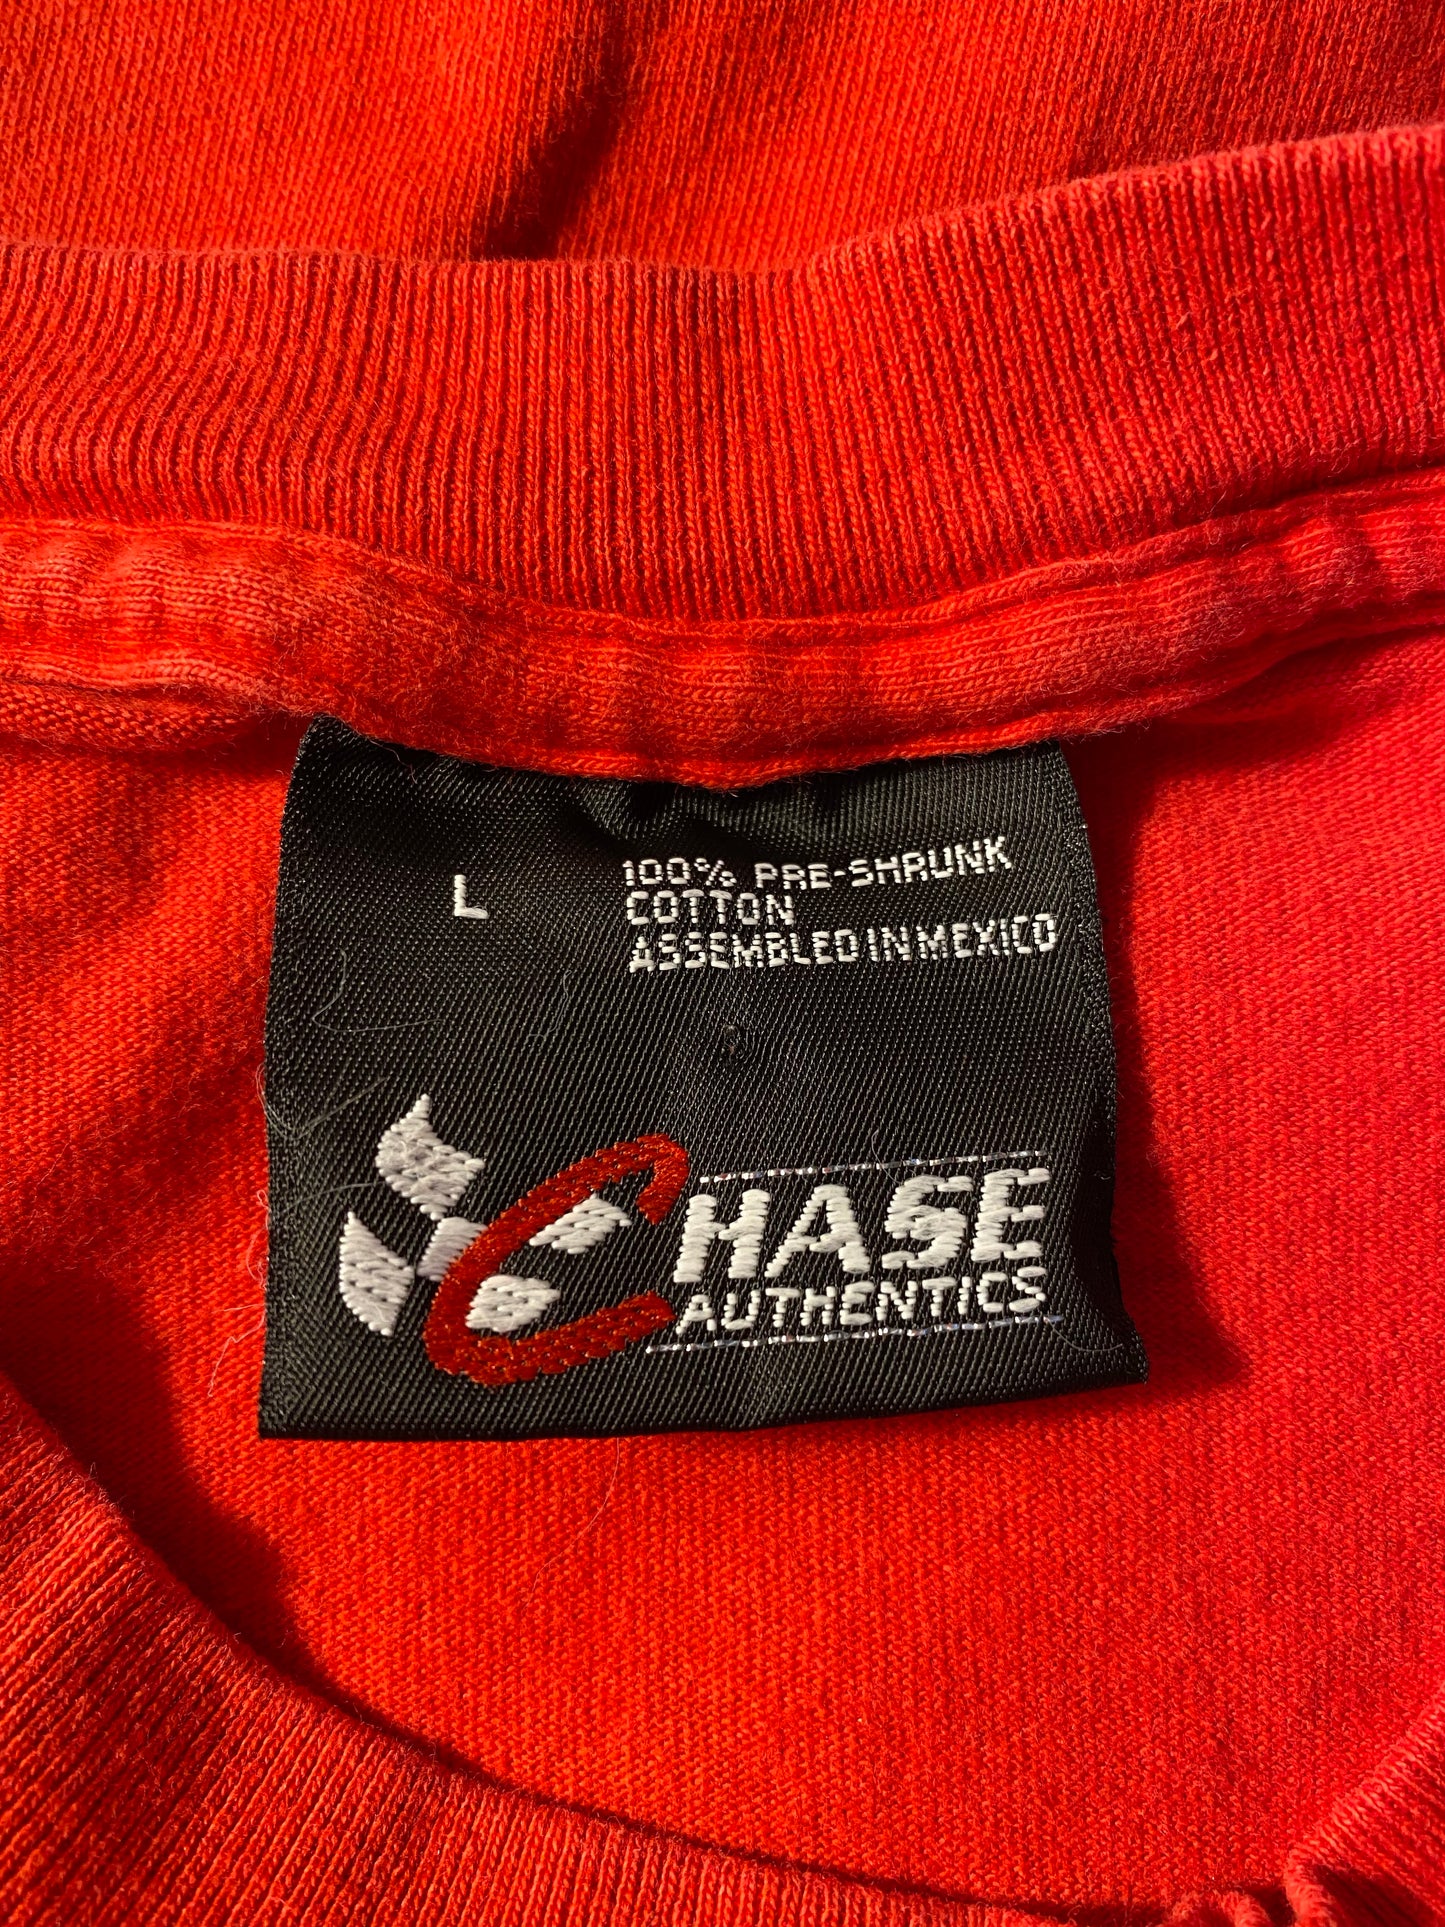 L
100% PRE-SHRUNK
COTTON
ASSEMBLED IN MEXICO
CHASE
AUTHENTICS